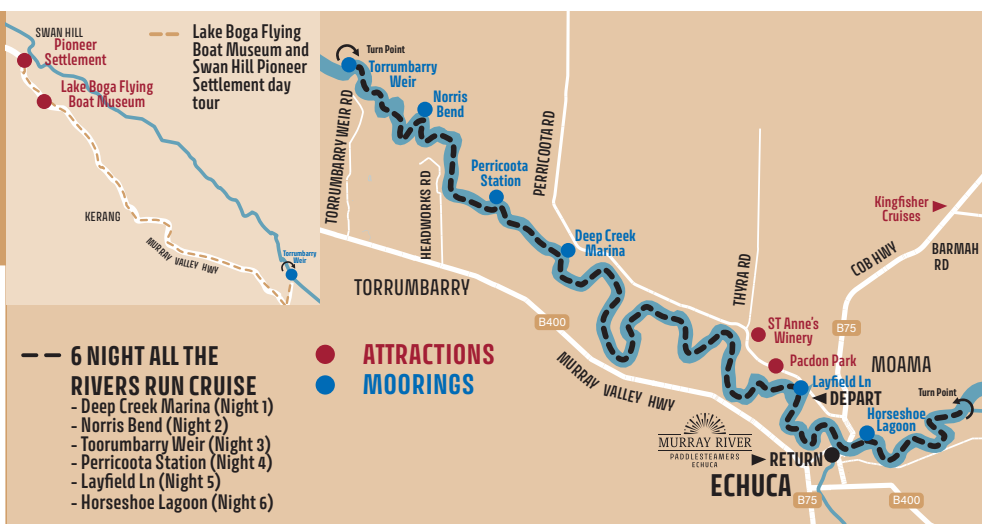 SWAN HILL
Pioneer
Settlement
Lake Boga Flying
Boat Museum
KERANG
MURRAY VALLEY HWY
Torrumbarry
Weir
Lake Boga Flying
Boat Museum and
Swan Hill Pioneer
Settlement day
tour
Turn Point
Torrumbarry
Weir
Norris
Bend
TORRUMBARRY WEIR RD
HEADWORKS RD
Perricoota
Station
PERRICOOTA RD
Deep Creek
Marina
TORRUMBARRY
B400
MURRAY VALLEY HWY
THYRA RD
Kingfisher
Cruises
COB HWY
BARMAH
RD
ST Anne's
Winery
B75
Pacdon Park
MOAMA
Layfield Ln
DEPART
Turn Point
Horseshoe
Lagoon
MURRAY RIVER
PADDLESTEAMERS
ECHUCA
RETURN
ECHUCA
B75
B400
6 NIGHT ALL THE
RIVERS RUN CRUISE
- Deep Creek Marina (Night 1)
- Norris Bend (Night 2)
- Toorumbarry Weir (Night 3)
- Perricoota Station (Night 4)
- Layfield Ln (Night 5)
- Horseshoe Lagoon (Night 6)
ATTRACTIONS
MOORINGS